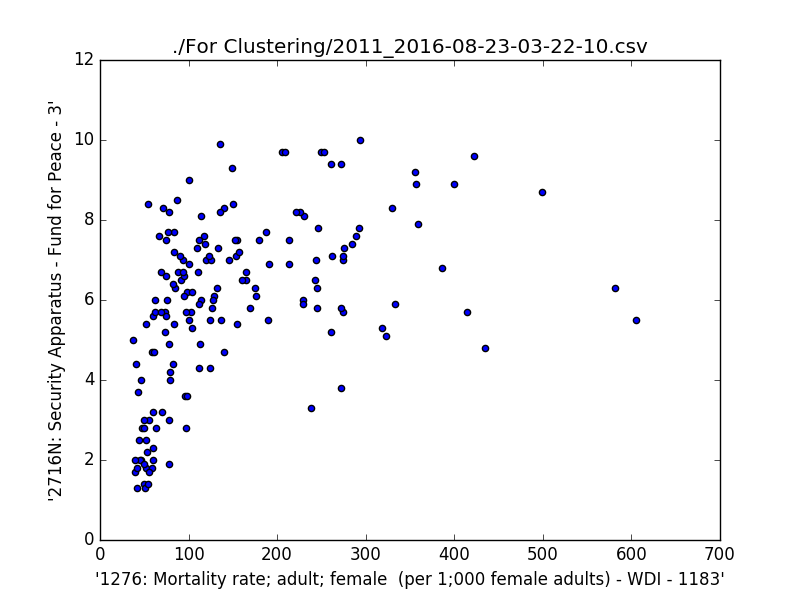 ./For Clustering/2011_2016-08-23-03-22-10.csv
'2716N: Security Apparatus - Fund for Peace - 3'
12
10
8
6
4
2
0
0 100 200 300 400 500 600 700
'1276: Mortality rate; adult; female  (per 1;000 female adults) - WDI - 1183'